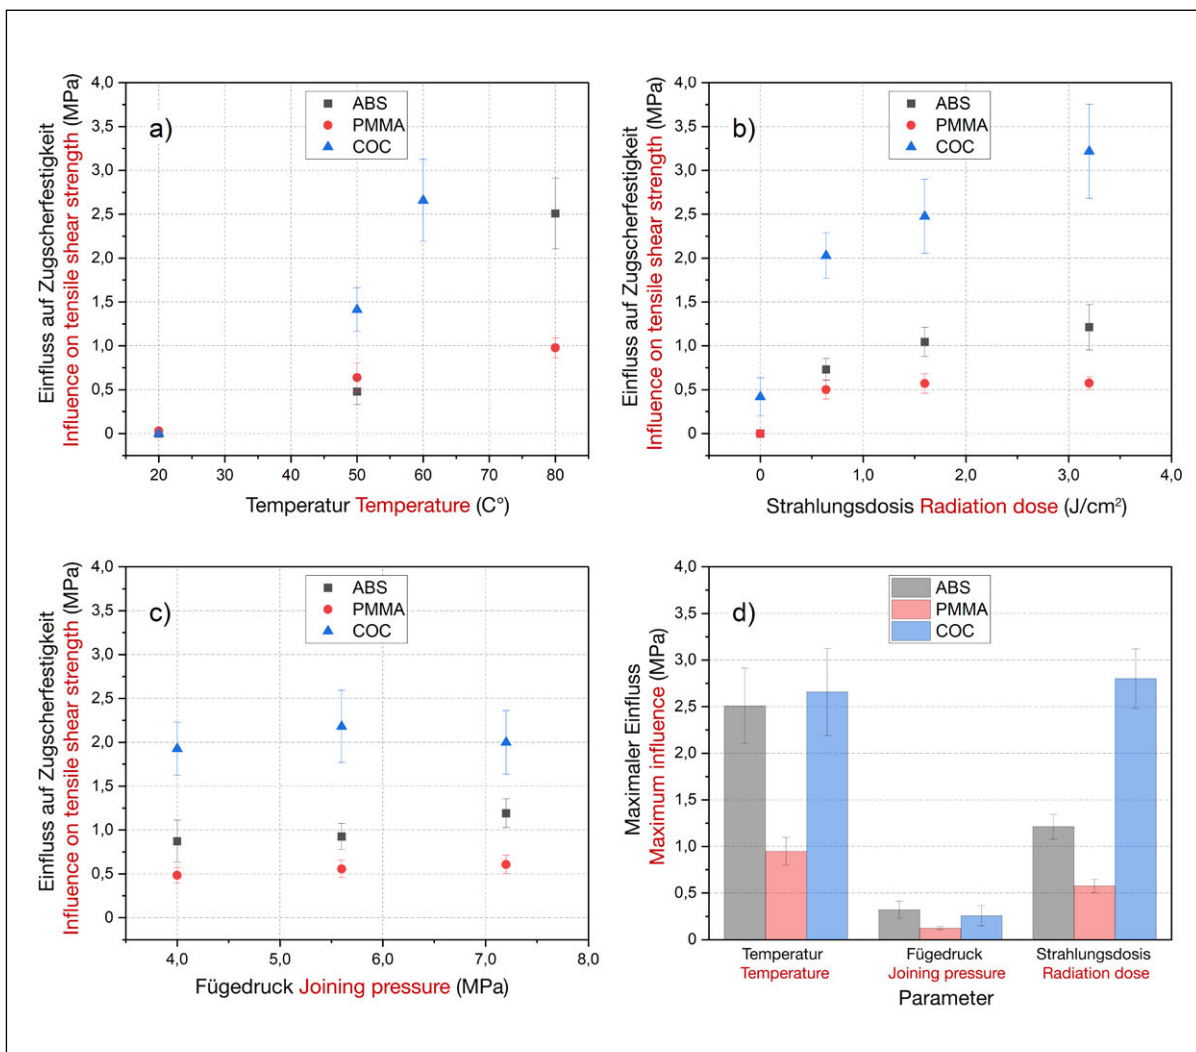 a)
ABS
PMMA
COC
4,0
3,5
3,0
2,5
2,0
1,5
1,0
0,5
0
Einfluss auf Zugscherfestigkeit
Influence on tensile shear strength (MPa)
20 30 40 50 60 70 80
Temperatur Temperature (C°)
b)
ABS
PMMA
COC
4,0
3,5
3,0
2,5
2,0
1,5
1,0
0,5
0
Einfluss auf Zugscherfestigkeit
Influence on tensile shear strength (MPa)
0 1,0 2,0 3,0 4,0
Strahlungsdosis Radiation dose (J/cm²)
c)
ABS
PMMA
COC
4,0
3,5
3,0
2,5
2,0
1,5
1,0
0,5
0
Einfluss auf Zugscherfestigkeit
Influence on tensile shear strength (MPa)
4,0 5,0 6,0 7,0 8,0
Fügedruck Joining pressure (MPa)
d)
ABS
PMMA
COC
4,0
3,5
3,0
2,5
2,0
1,5
1,0
0,5
0
Maximaler Einfluss
Maximum influence (MPa)
Temperatur Fügedruck Strahlungsdosis
Temperature Joining pressure Radiation dose
Parameter